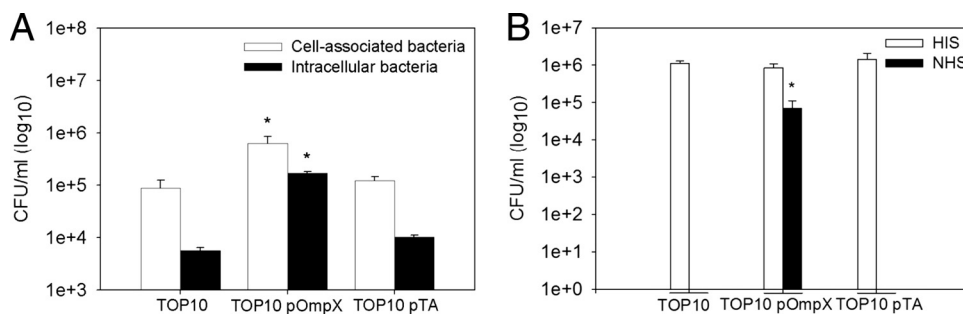 A
CFU/ml (log10)
1e+8
1e+7
1e+6
1e+5
1e+4
1e+3
Cell-associated bacteria
Intracellular bacteria
*
*
TOP10 TOP10 pOmpX TOP10 pTA
B
CFU/ml (log10)
1e+7
1e+6
1e+5
1e+4
1e+3
1e+2
1e+1
1e+0
HIS
NHS
*
TOP10 TOP10 pOmpX TOP10 pTA